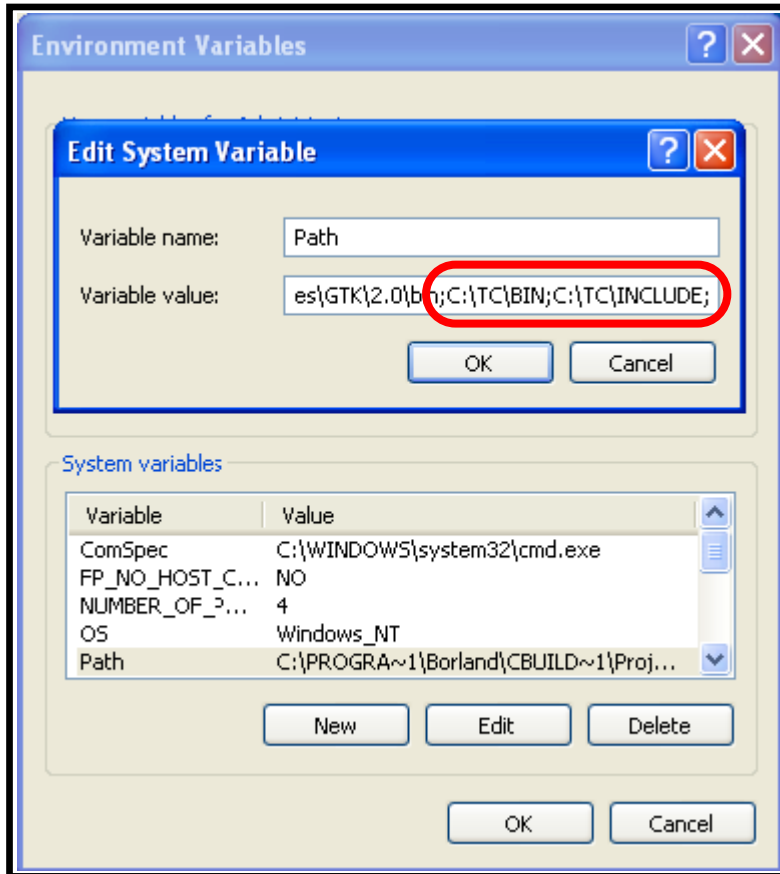 Environment Variables
Edit System Variable
Variable name: Path
Variable value: es\GTK\2.0\bin;C:\TC\BIN;C:\TC\INCLUDE;
OK Cancel
System variables
Variable Value
ComSpec C:\WINDOWS\system32\cmd.exe
FP_NO_HOST_C... NO
NUMBER_OF_P... 4
OS Windows_NT
Path C:\PROGRA~1\Borland\CBUILD~1\Proj...
New Edit Delete
OK Cancel